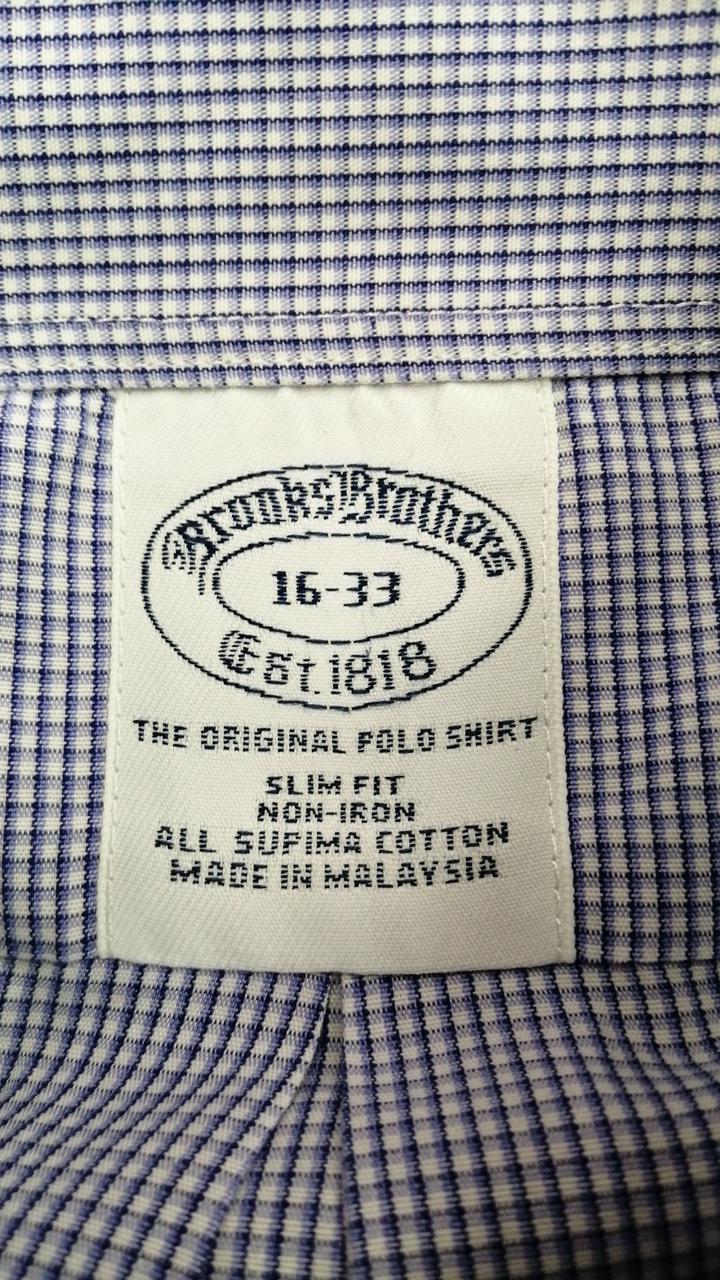 ®Brooks Brothers
16-33
Est. 1818
THE ORIGINAL POLO SHIRT
SLIM FIT
NON-IRON
ALL SUPIMA COTTON
MADE IN MALAYSIA